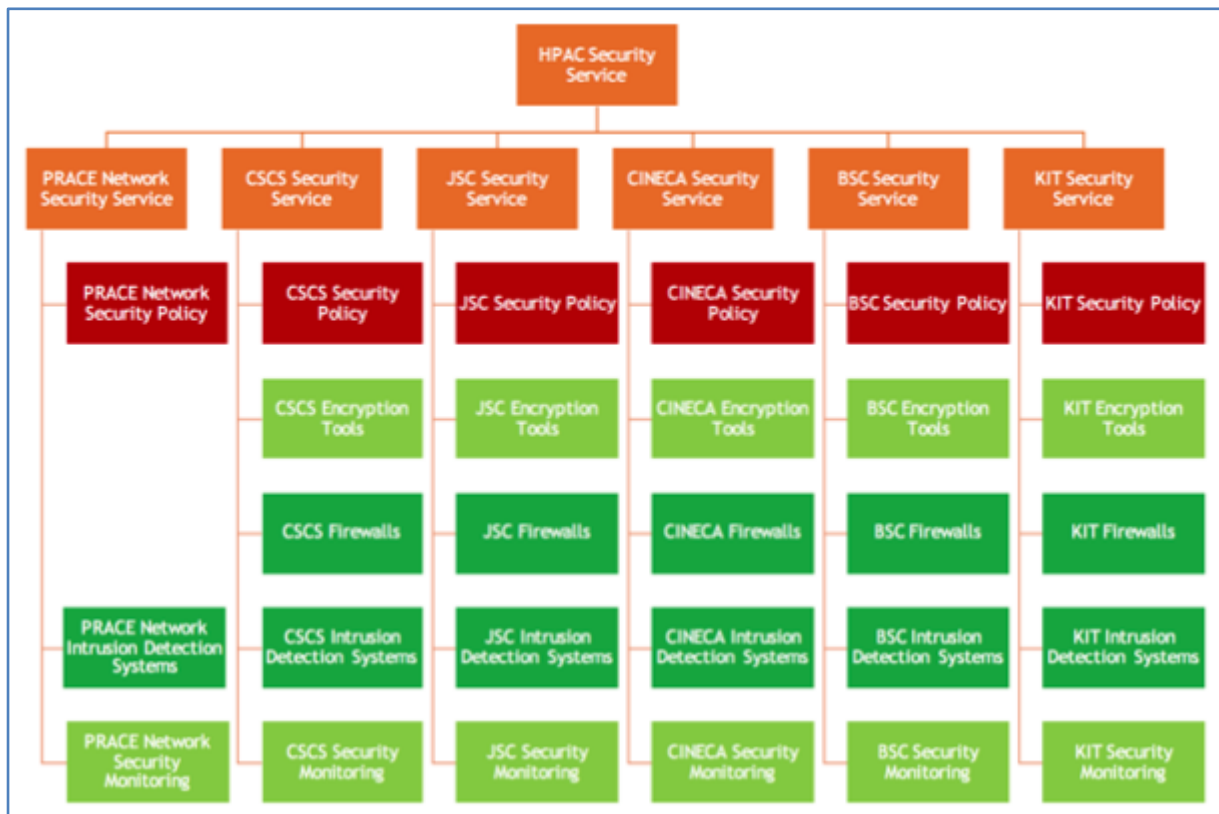 HPAC Security
Service
PRACE Network
Security Service
CSCS Security
Service
JSC Security
Service
CINECA Security
Service
BSC Security
Service
KIT Security
Service
PRACE Network
Security Policy
CSCS Security
Policy
JSC Security Policy
CINECA Security
Policy
BSC Security Policy
KIT Security Policy
CSCS Encryption
Tools
JSC Encryption
Tools
CINECA Encryption
Tools
BSC Encryption
Tools
KIT Encryption
Tools
CSCS Firewalls
JSC Firewalls
CINECA Firewalls
BSC Firewalls
KIT Firewalls
PRACE Network
Intrusion Detection
Systems
CSCS Intrusion
Detection Systems
JSC Intrusion
Detection Systems
CINECA Intrusion
Detection Systems
BSC Intrusion
Detection Systems
KIT Intrusion
Detection Systems
PRACE Network
Security
Monitoring
CSCS Security
Monitoring
JSC Security
Monitoring
CINECA Security
Monitoring
BSC Security
Monitoring
KIT Security
Monitoring